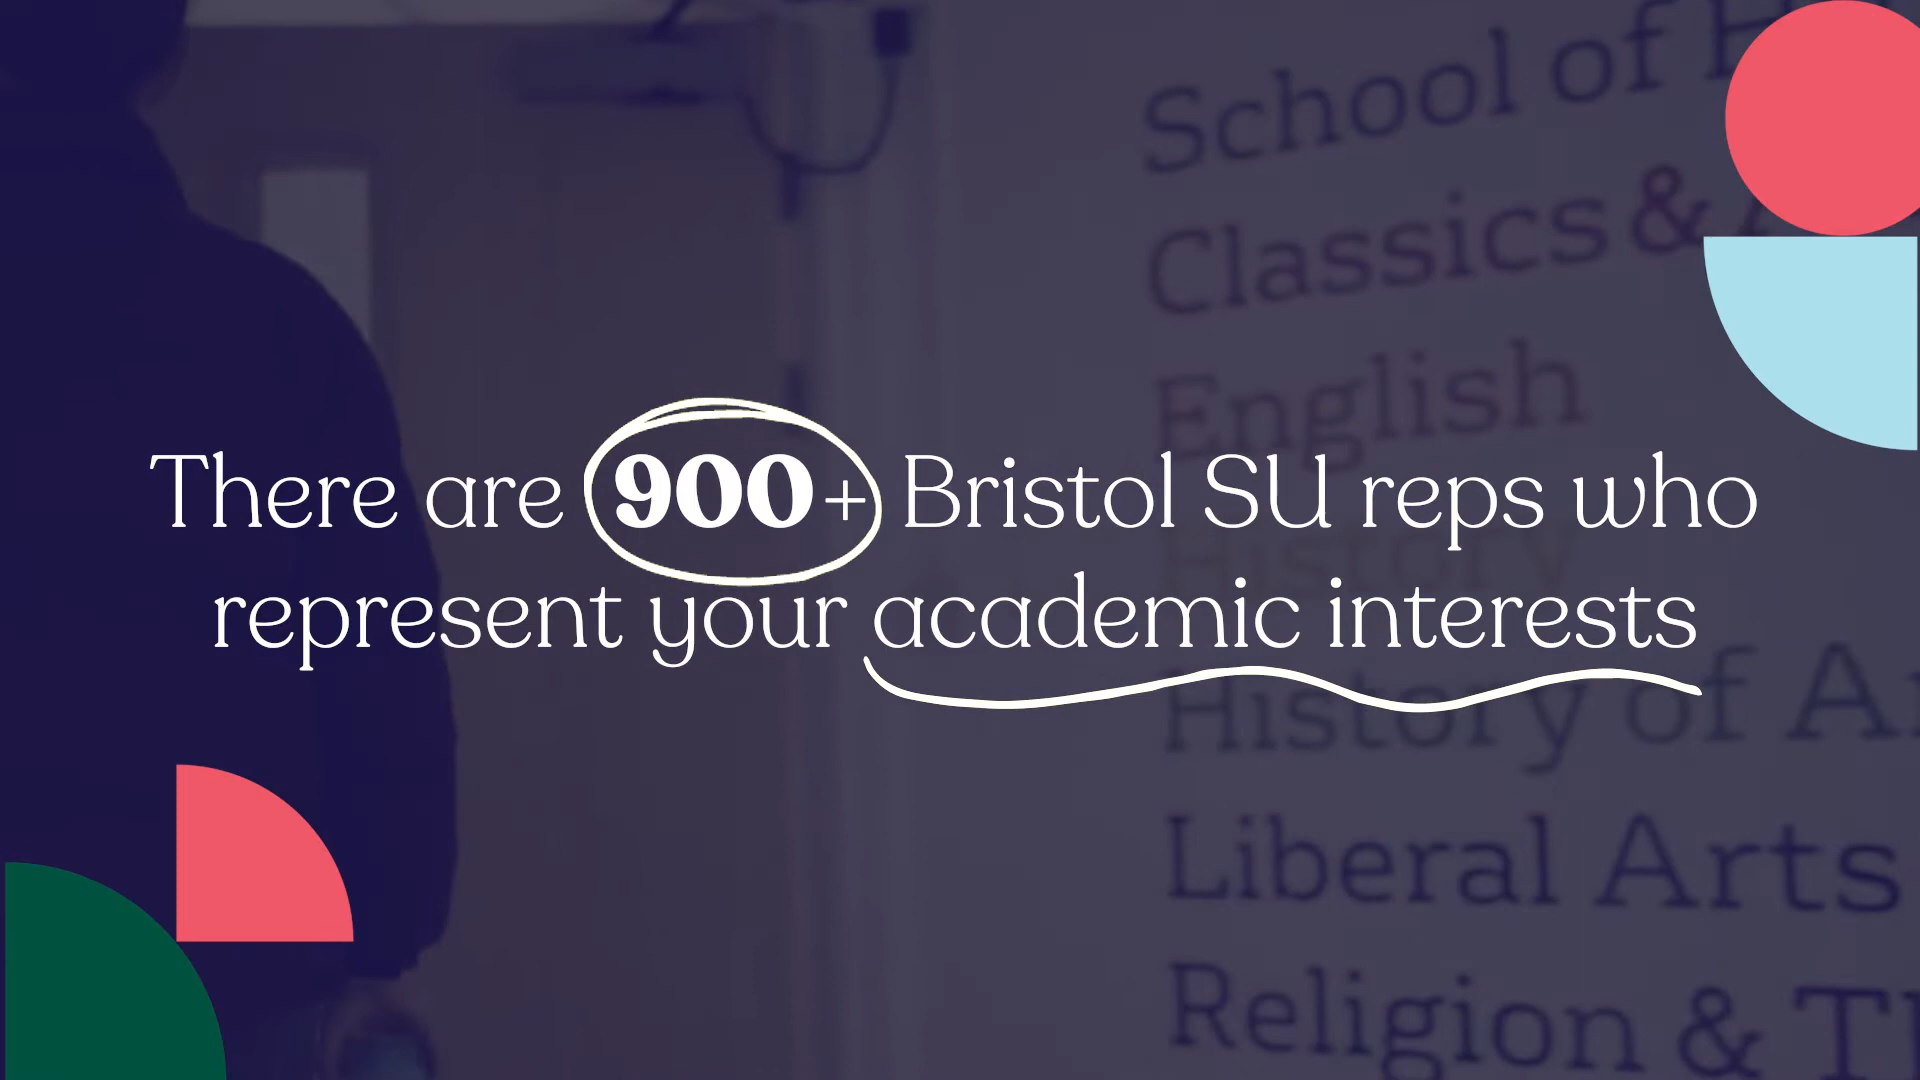 There are 900+ Bristol SU reps who
represent your academic interests
School of
Classics &
English
History
History of
Liberal Arts
Religion &